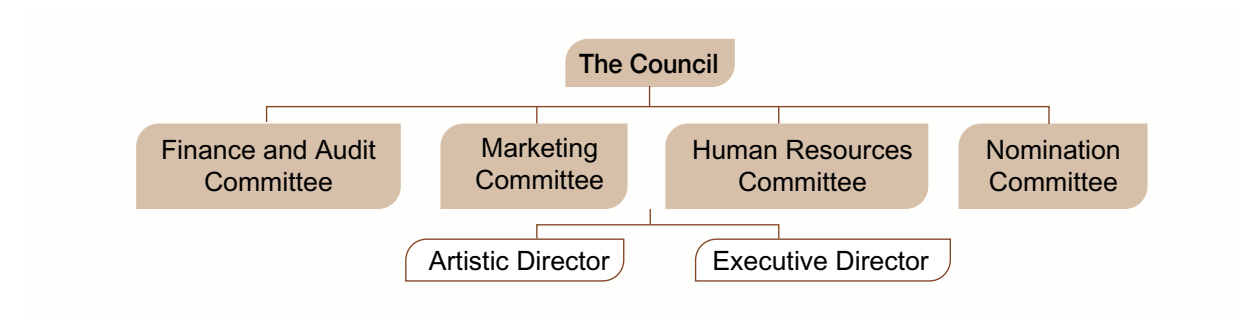 The Council
Finance and Audit
Committee
Marketing
Committee
Human Resources
Committee
Nomination
Committee
Artistic Director
Executive Director